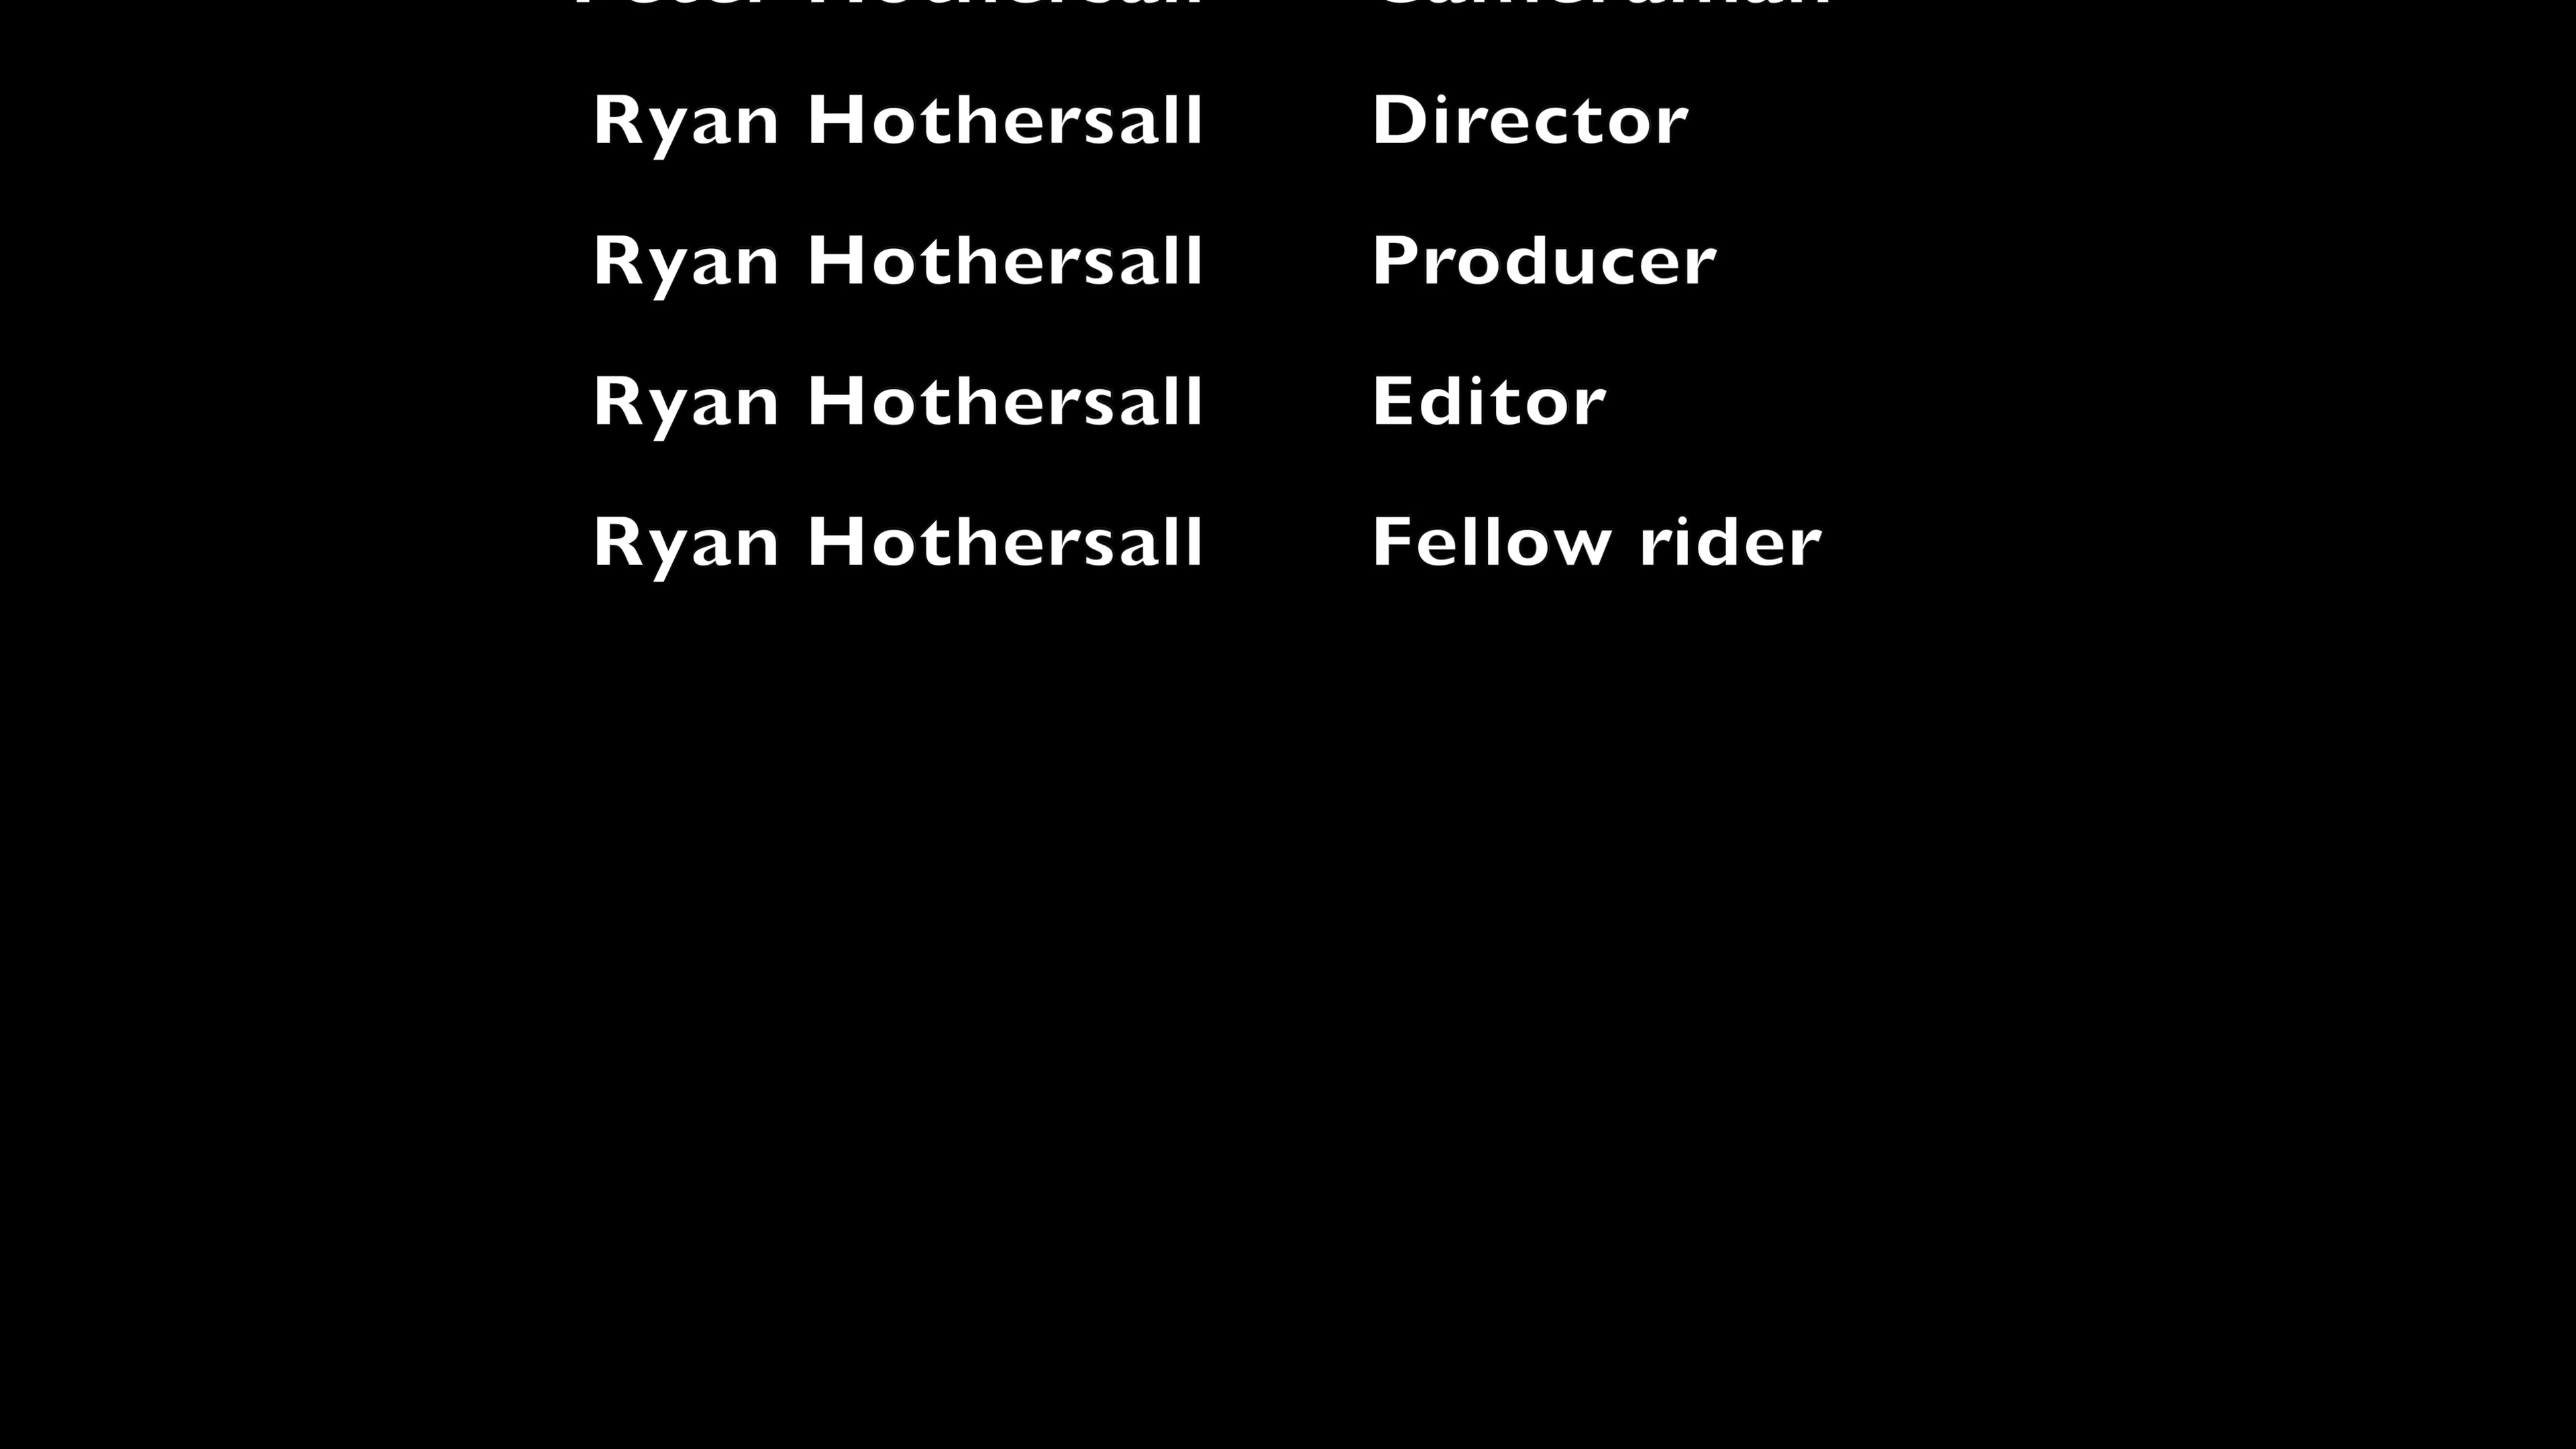 Ryan Hothersall Director
Ryan Hothersall Producer
Ryan Hothersall Editor
Ryan Hothersall Fellow rider